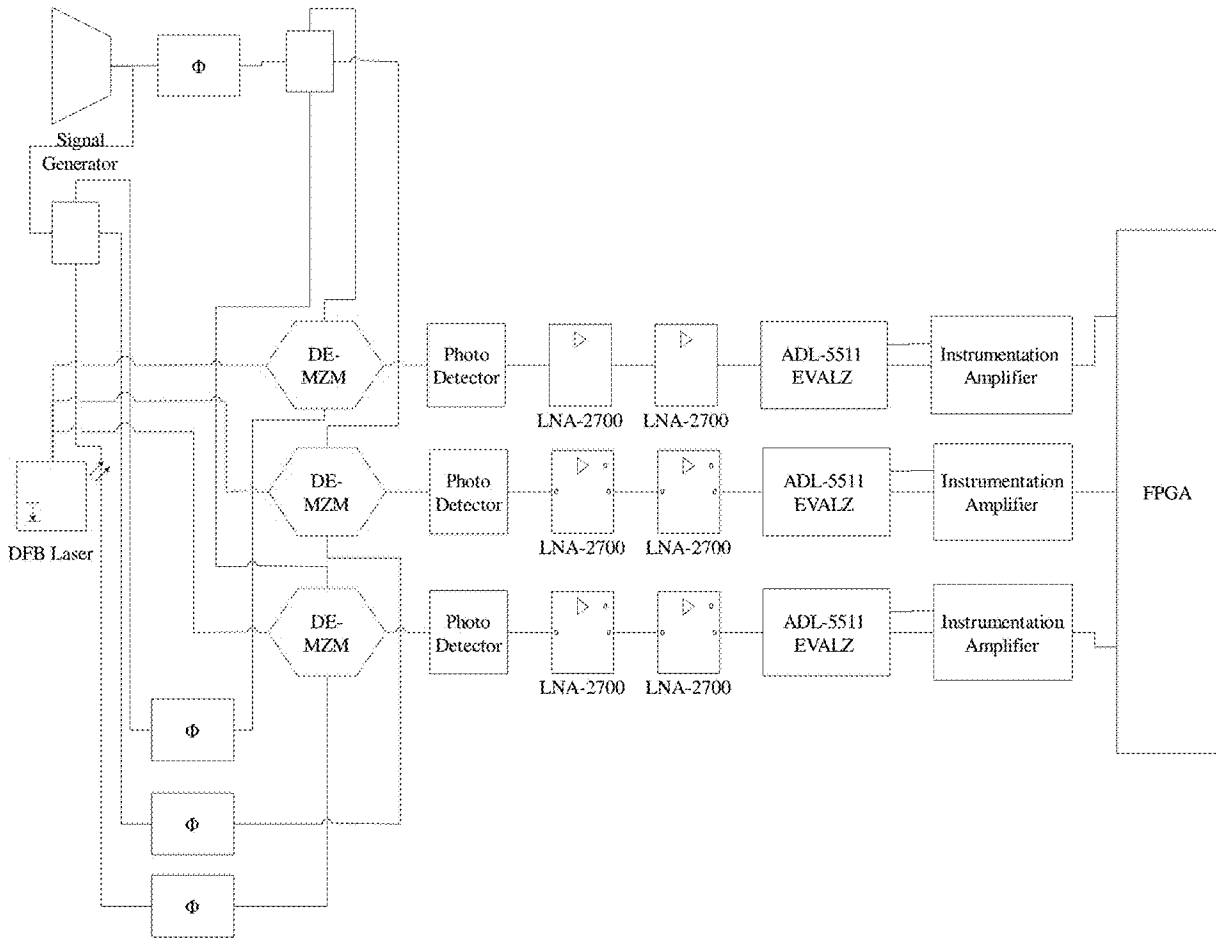 Φ
Signal
Generator
DE-
MZM
Photo
Detector
LNA-2700
LNA-2700
ADL-5511
EVALZ
Instrumentation
Amplifier
DFB Laser
DE-
MZM
Photo
Detector
LNA-2700
LNA-2700
ADL-5511
EVALZ
Instrumentation
Amplifier
FPGA
DE-
MZM
Photo
Detector
LNA-2700
LNA-2700
ADL-5511
EVALZ
Instrumentation
Amplifier
Φ
Φ
Φ